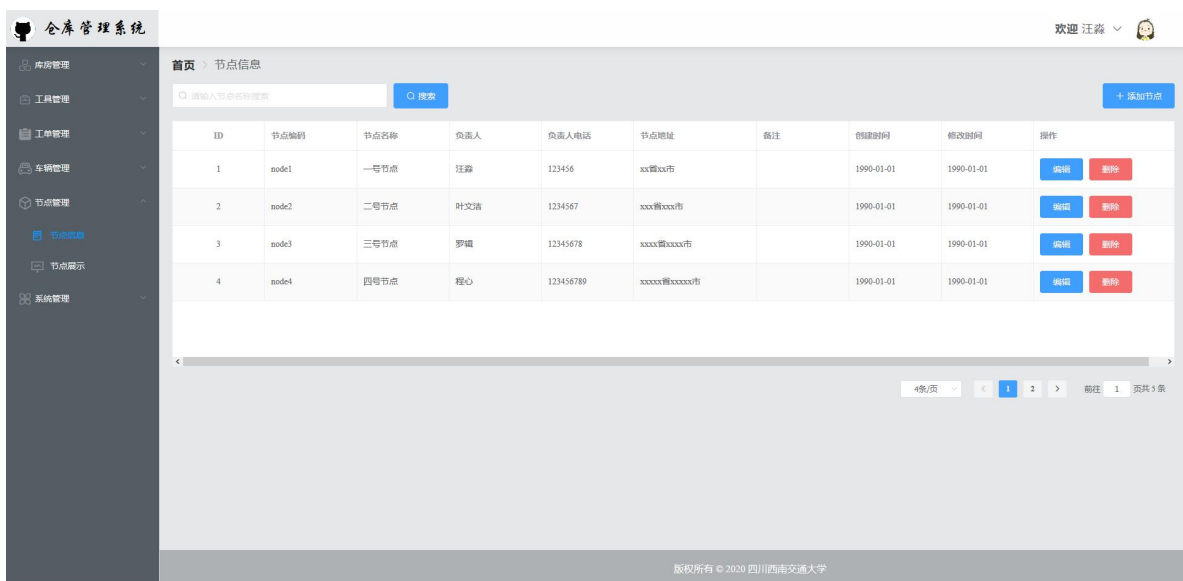 仓库管理系统
欢迎 汪淼
库房管理
工具管理
工单管理
车辆管理
节点管理
节点信息
节点展示
系统管理
首页 > 节点信息
请输入节点名称搜索 搜索 + 添加节点
ID 节点编码 节点名称 负责人 负责人电话 节点地址 备注 创建时间 修改时间 操作
1 node1 一号节点 汪淼 123456 xx省xx市 1990-01-01 1990-01-01 编辑 删除
2 node2 二号节点 叶文洁 1234567 xxx省xxx市 1990-01-01 1990-01-01 编辑 删除
3 node3 三号节点 罗辑 12345678 xxxx省xxxx市 1990-01-01 1990-01-01 编辑 删除
4 node4 四号节点 程心 123456789 xxxxx省xxxxx市 1990-01-01 1990-01-01 编辑 删除
4条/页 < 1 2 > 前往 1 页共 5 条
版权所有 © 2020 四川西南交通大学